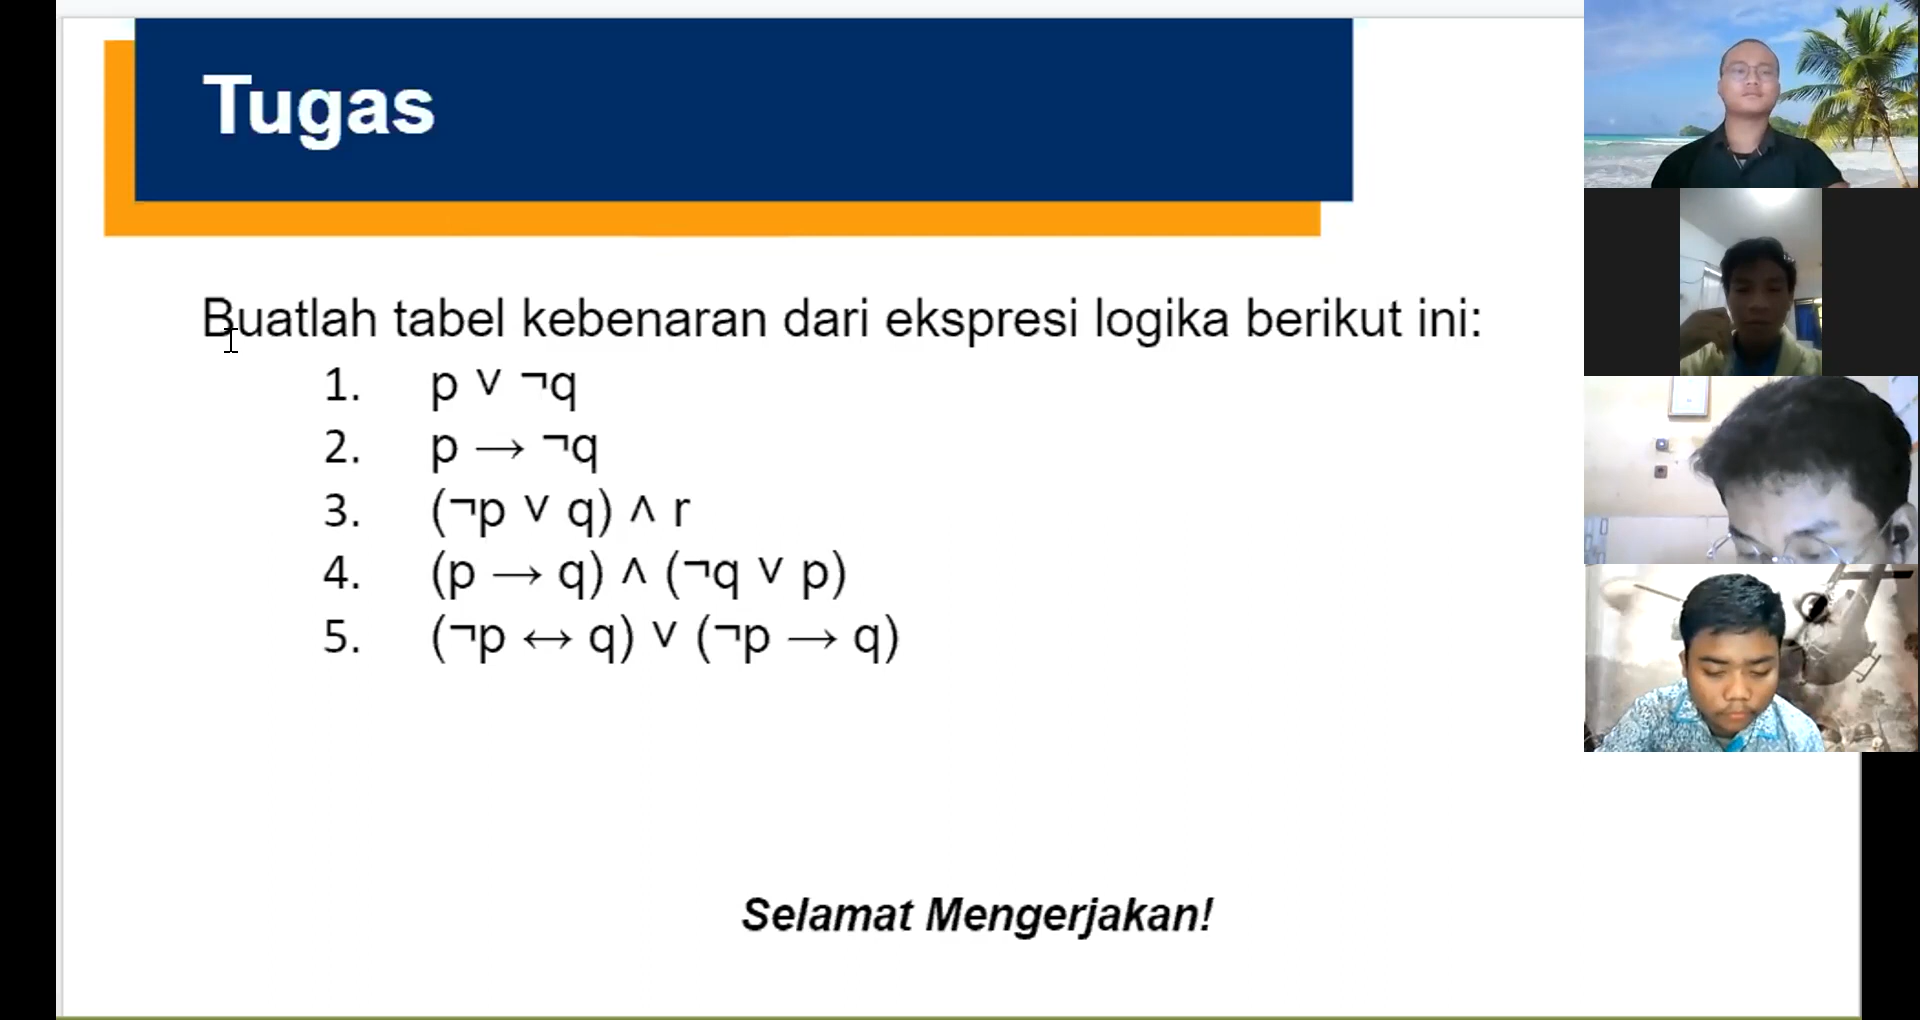 Tugas
Buatlah tabel kebenaran dari ekspresi logika berikut ini:
1. p ∨ ¬q
2. p → ¬q
3. (¬p ∨ q) ∧ r
4. (p → q) ∧ (¬q ∨ p)
5. (¬p ↔ q) ∨ (¬p → q)
Selamat Mengerjakan!